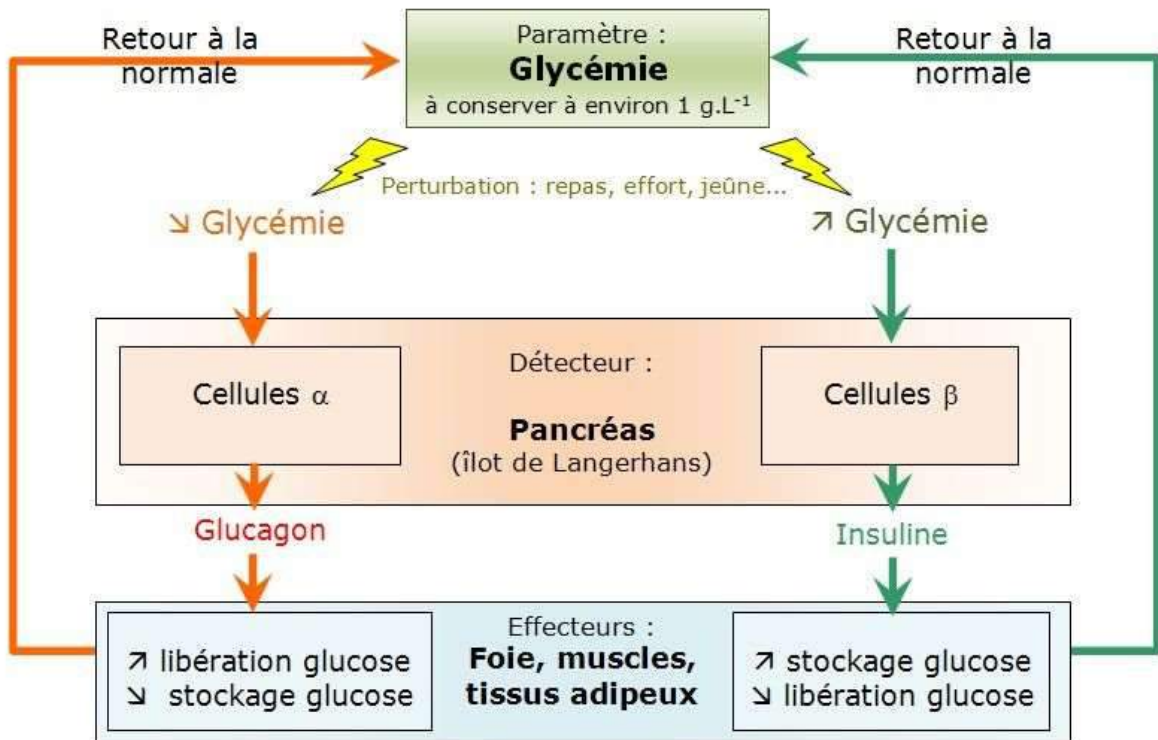 Retour à la
normale
Paramètre :
Glycémie
à conserver à environ 1 g.L⁻¹
Retour à la
normale
Perturbation : repas, effort, jeûne...
↘ Glycémie
↗ Glycémie
Cellules α
Détecteur :
Pancréas
(îlot de Langerhans)
Cellules β
Glucagon
Insuline
↗ libération glucose
↘ stockage glucose
Effecteurs :
Foie, muscles,
tissus adipeux
↗ stockage glucose
↘ libération glucose